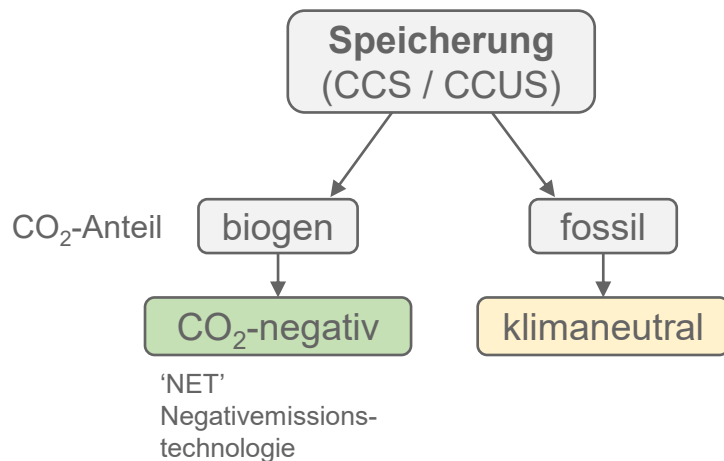 Speicherung
(CCS / CCUS)
CO₂-Anteil
biogen
fossil
CO₂-negativ
klimaneutral
‘NET’
Negativemissions-
technologie